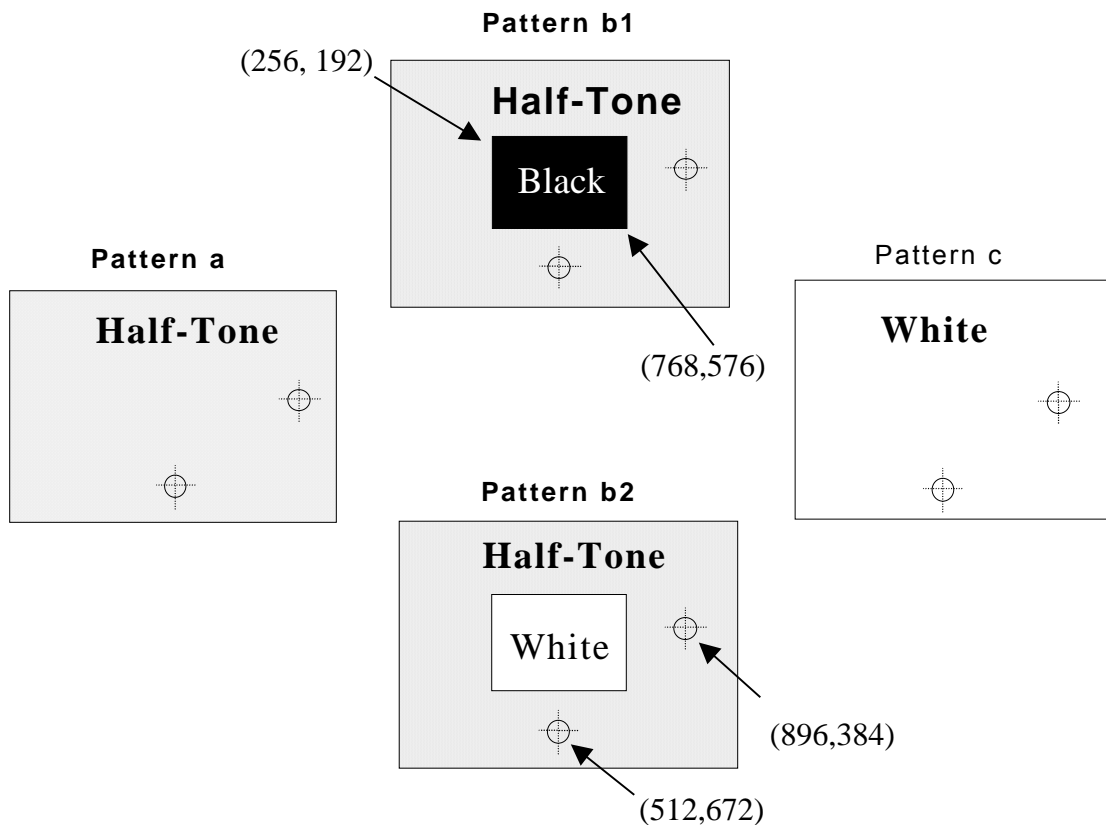 Pattern b1
(256, 192)
Half-Tone
Black
Pattern a
Half-Tone
Pattern c
White
(768,576)
Pattern b2
Half-Tone
White
(896,384)
(512,672)